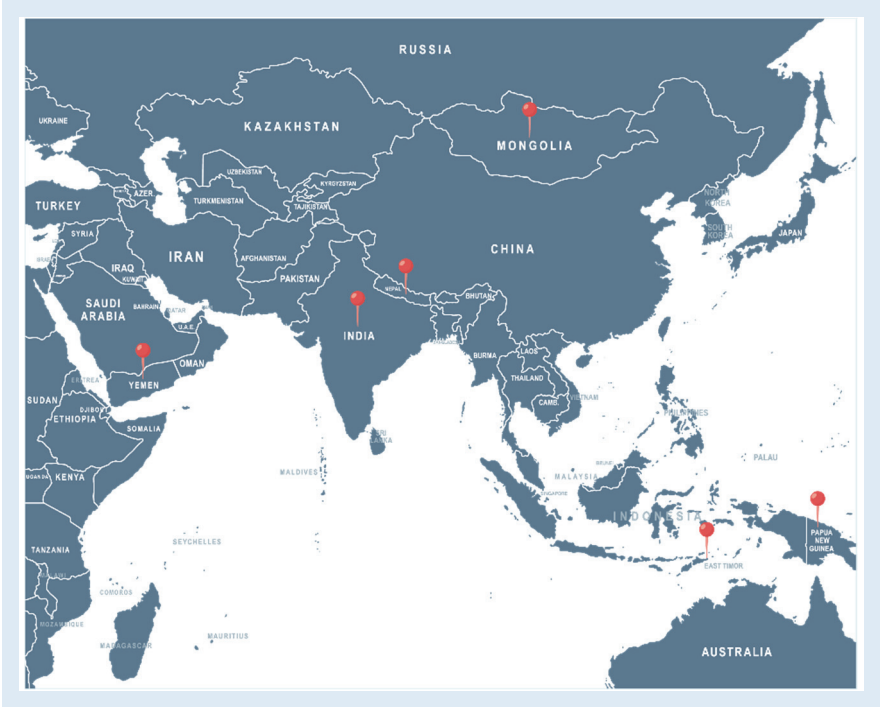 RUSSIA
UKRAINE
KAZAKHSTAN
MONGOLIA
UZBEKISTAN
KYRGYZSTAN
AZER.
TURKMENISTAN
TAJIKISTAN
NORTH
KOREA
TURKEY
SYRIA
SOUTH
KOREA
JAPAN
IRAN
CHINA
AFGHANISTAN
IRAQ
KUWAIT
PAKISTAN
NEPAL
SAUDI
ARABIA
BAHRAIN
QATAR
BHUTAN
U.A.E.
INDIA
BURMA
LAOS
OMAN
ERITREA
YEMEN
THAILAND
SUDAN
DJIBOUTI
CAMB.
VIETNAM
ETHIOPIA
PHILIPPINES
SOMALIA
SRI
LANKA
PALAU
MALDIVES
MALAYSIA
BRUNEI
UGANDA
KENYA
SINGAPORE
INDONESIA
PAPUA
NEW
GUINEA
SEYCHELLES
TANZANIA
EAST TIMOR
MALAWI
COMOROS
MOZAMBIQUE
MAURITIUS
MADAGASCAR
AUSTRALIA